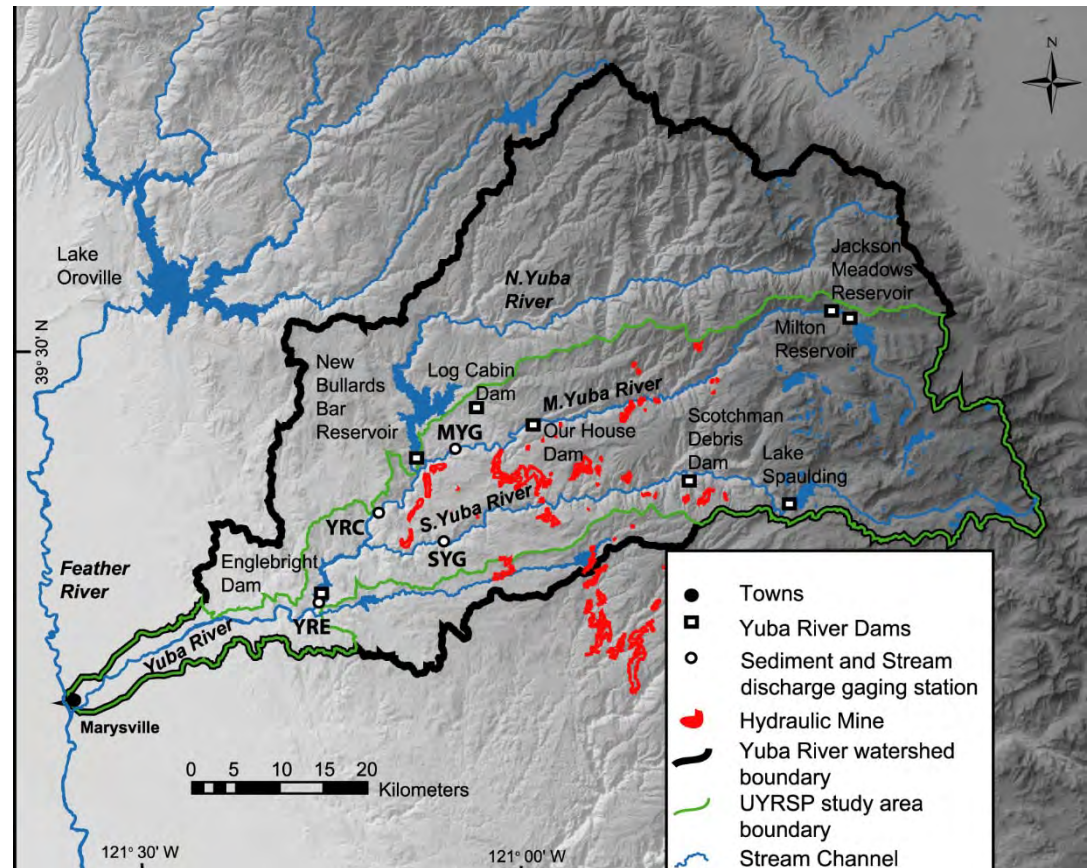 N
Lake
Oroville
N.Yuba
River
Jackson
Meadows
Reservoir
39° 30' N
Milton
Reservoir
New
Bullards
Bar
Reservoir
Log Cabin
Dam
M.Yuba River
MYG
Our House
Dam
Scotchman
Debris
Dam
Lake
Spaulding
S.Yuba River
YRC
SYG
Englebright
Dam
Feather
River
YRE
Yuba River
Marysville
0 5 10 15 20
Kilometers
121° 30' W
121° 00' W
Towns
Yuba River Dams
Sediment and Stream
discharge gaging station
Hydraulic Mine
Yuba River watershed
boundary
UYRSP study area
boundary
Stream Channel